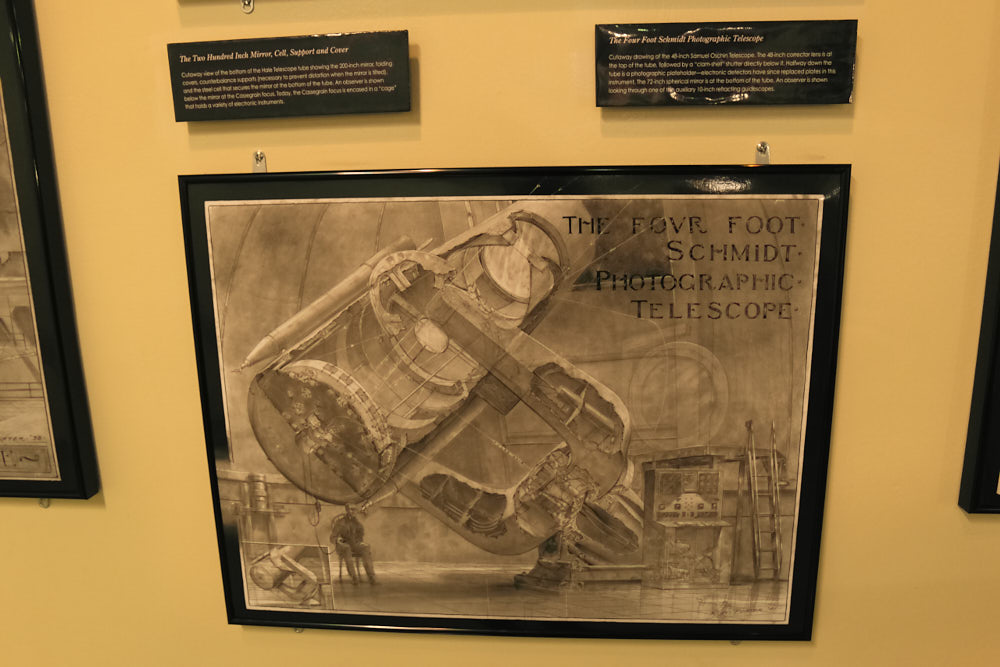 The Two Hundred Inch Mirror, Cell, Support and Cover
Cutaway view of the bottom of the Hale Telescope tube showing the 200-inch mirror, folding
covers, counterbalance supports (necessary to prevent distortion when the mirror is tilted),
and the steel cell that secures the mirror at the bottom of the tube. An observer is shown
below the mirror at the Cassegrain focus. Today, the Cassegrain focus is encased in a "cage"
that holds a variety of electronic instruments.
The Four Foot Schmidt Photographic Telescope
Cutaway drawing of the 48-inch Samuel Oschin Telescope. The 48-inch corrector lens is at
the top of the tube, followed by a "clam-shell" shutter directly below it. Halfway down the
tube is a photographic plateholder—electronic detectors have since replaced plates in this
instrument. The 72-inch spherical mirror is at the bottom of the tube. An observer is shown
looking through one of the auxiliary 10-inch refracting guidescopes.
THE FOVR FOOT·
SCHMIDT·
PHOTOGRAPHIC·
TELESCOPE·